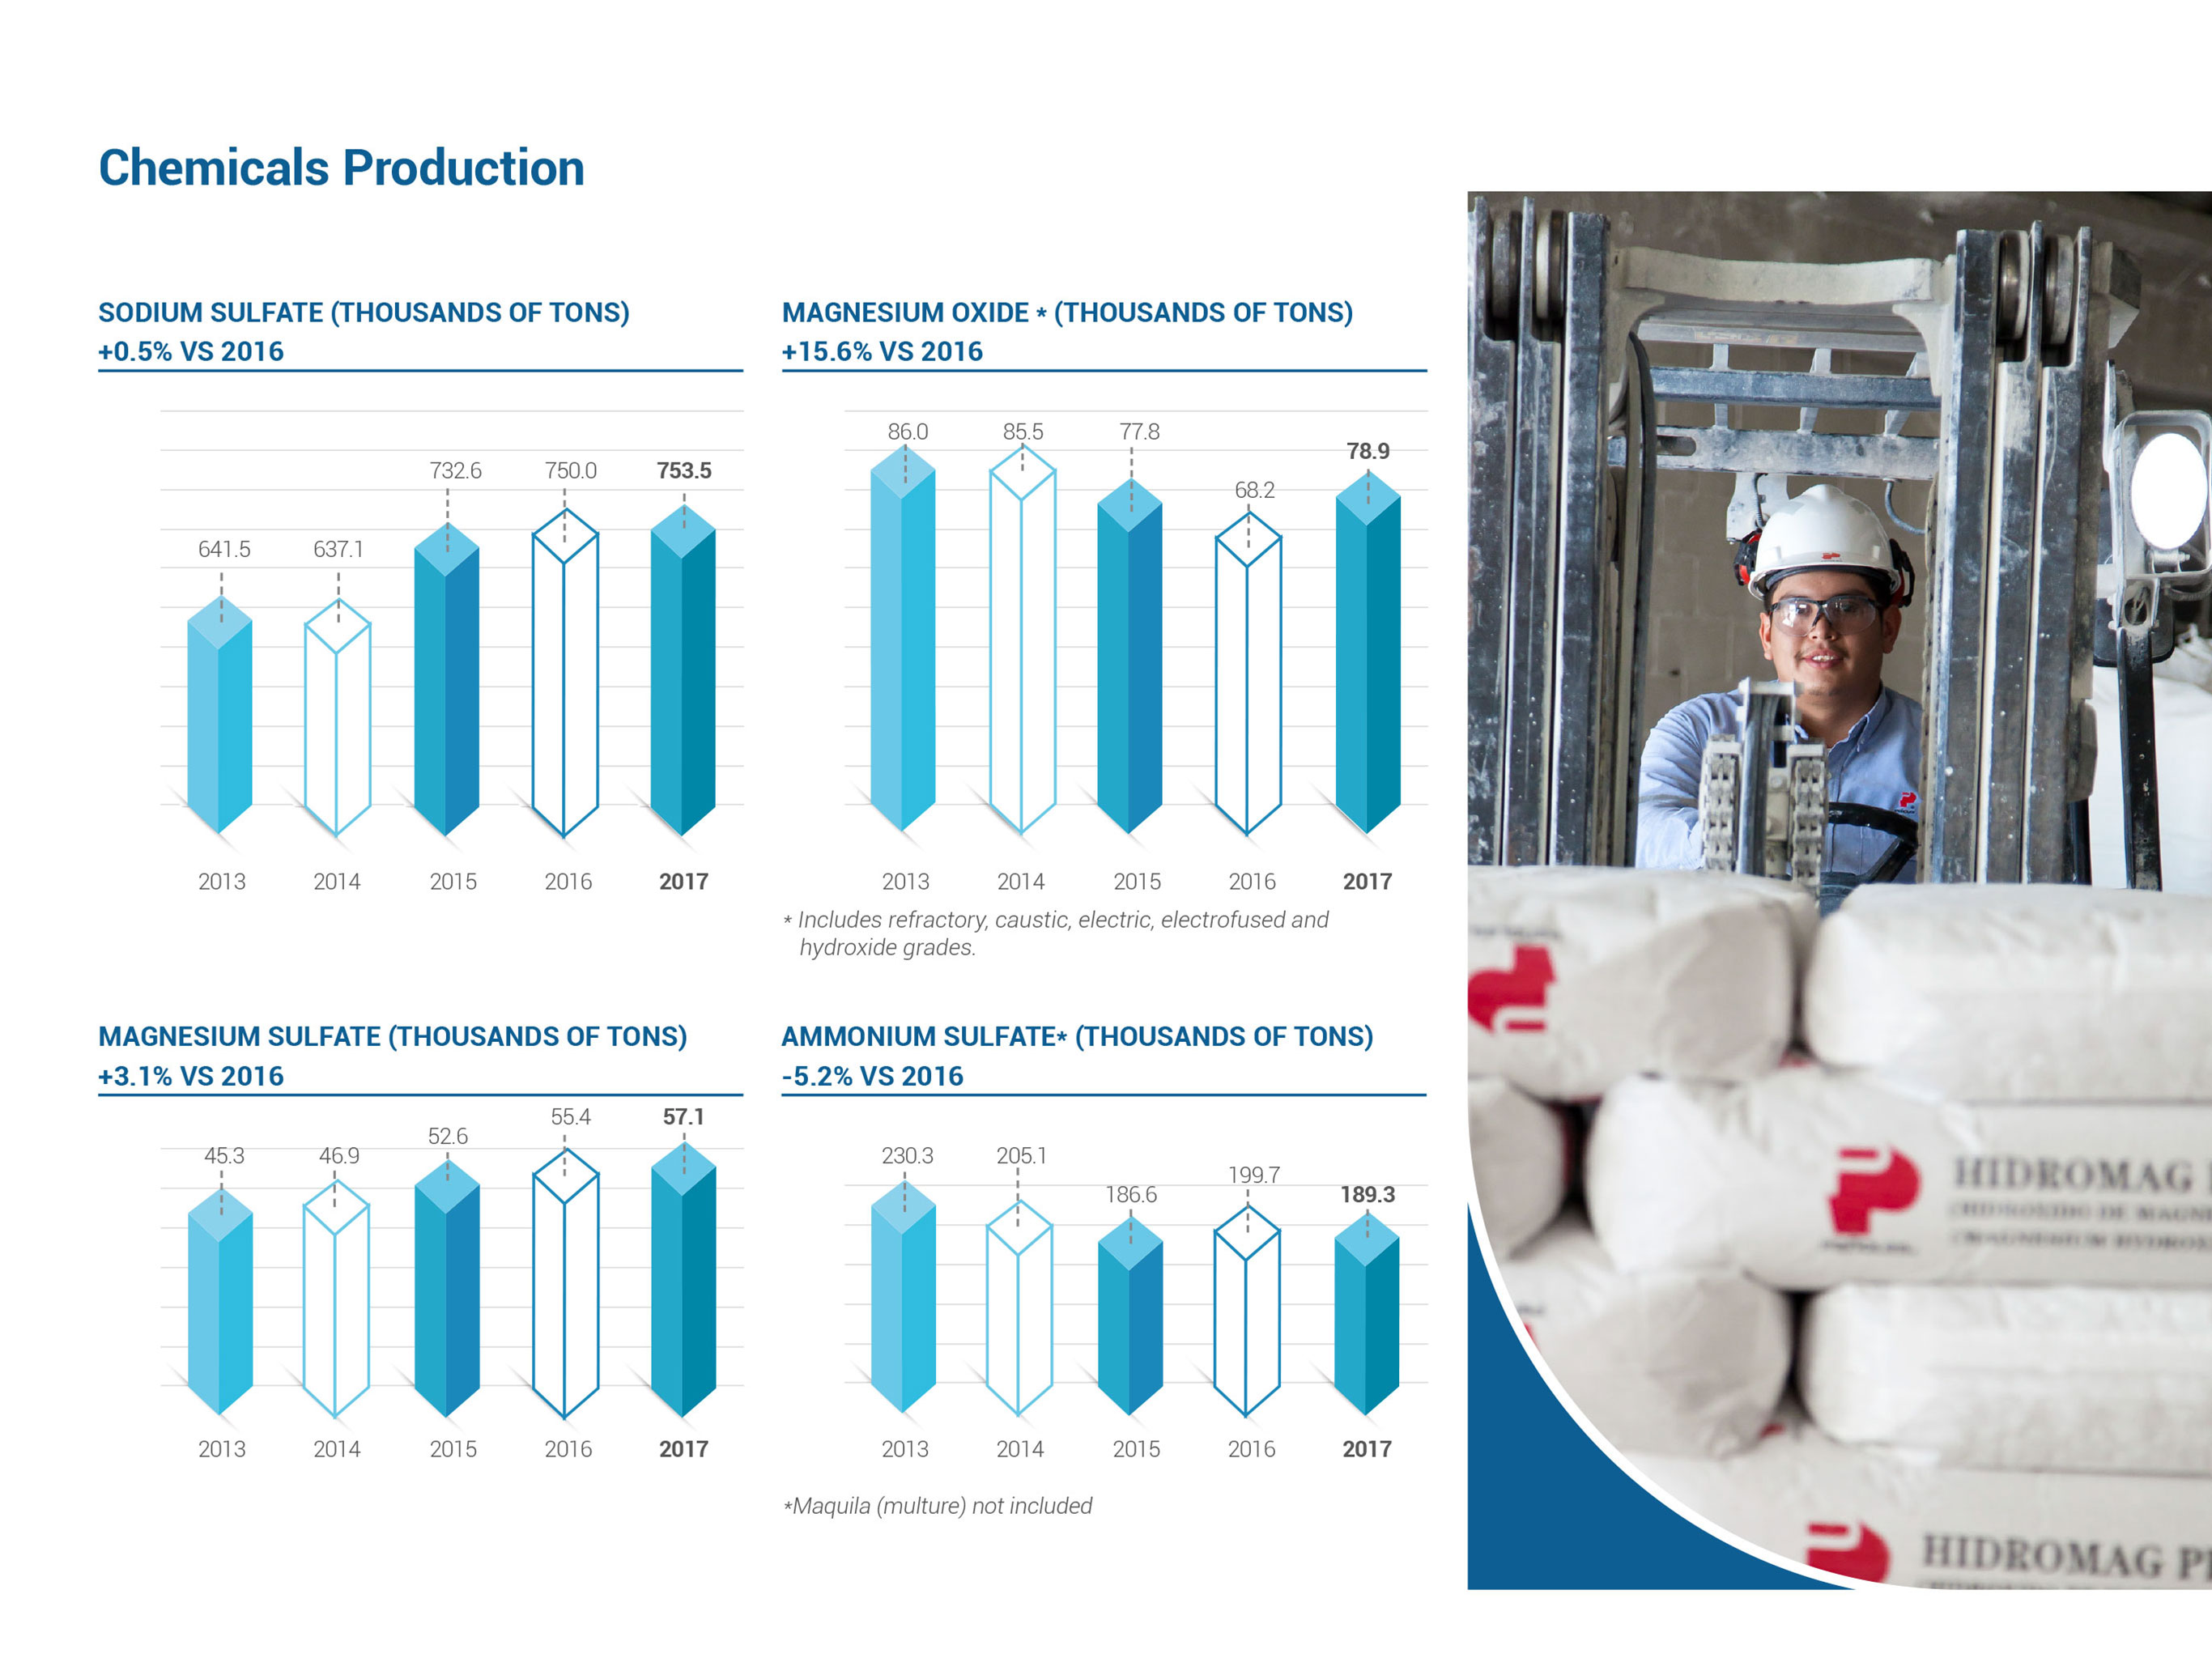 Chemicals Production
SODIUM SULFATE (THOUSANDS OF TONS)
+0.5% VS 2016
641.5
637.1
732.6
750.0
753.5
2013
2014
2015
2016
2017
MAGNESIUM OXIDE * (THOUSANDS OF TONS)
+15.6% VS 2016
86.0
85.5
77.8
68.2
78.9
2013
2014
2015
2016
2017
* Includes refractory, caustic, electric, electrofused and
hydroxide grades.
MAGNESIUM SULFATE (THOUSANDS OF TONS)
+3.1% VS 2016
45.3
46.9
52.6
55.4
57.1
2013
2014
2015
2016
2017
AMMONIUM SULFATE* (THOUSANDS OF TONS)
-5.2% VS 2016
230.3
205.1
186.6
199.7
189.3
2013
2014
2015
2016
2017
*Maquila (multure) not included
HIDROMAG
HIDROMAG